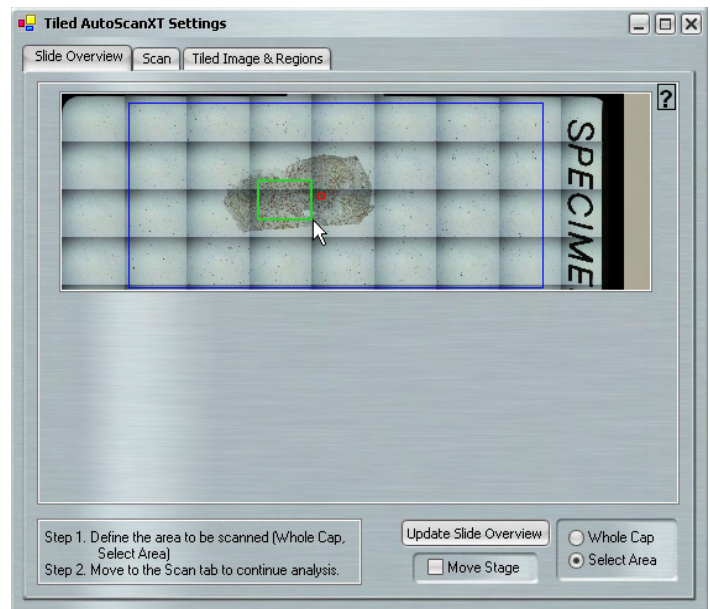 Tiled AutoScanXT Settings
Slide Overview Scan Tiled Image & Regions
?
SPECIME
Step 1. Define the area to be scanned (Whole Cap,
Select Area)
Step 2. Move to the Scan tab to continue analysis.
Update Slide Overview
Move Stage
Whole Cap
Select Area